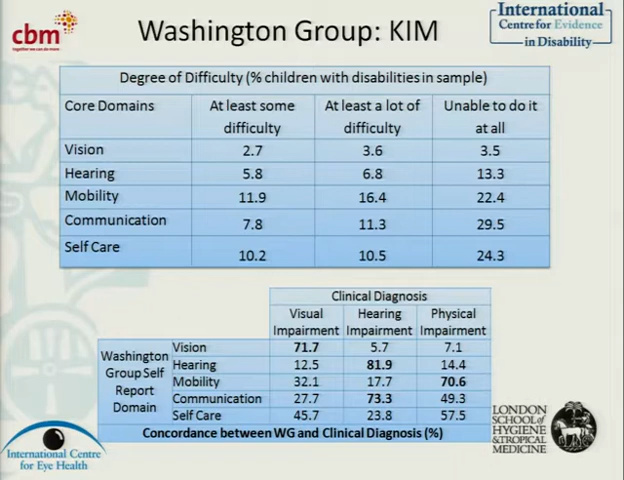 cbm
together we can do more
Washington Group: KIM
International
Centre for Evidence
in Disability
Degree of Difficulty (% children with disabilities in sample)
Core Domains At least some difficulty At least a lot of difficulty Unable to do it at all
Vision 2.7 3.6 3.5
Hearing 5.8 6.8 13.3
Mobility 11.9 16.4 22.4
Communication 7.8 11.3 29.5
Self Care 10.2 10.5 24.3
Clinical Diagnosis
Visual Impairment Hearing Impairment Physical Impairment
Washington Group Self Report Domain
Vision 71.7 5.7 7.1
Hearing 12.5 81.9 14.4
Mobility 32.1 17.7 70.6
Communication 27.7 73.3 49.3
Self Care 45.7 23.8 57.5
Concordance between WG and Clinical Diagnosis (%)
International Centre
for Eye Health
LONDON
SCHOOL of
HYGIENE
&TROPICAL
MEDICINE